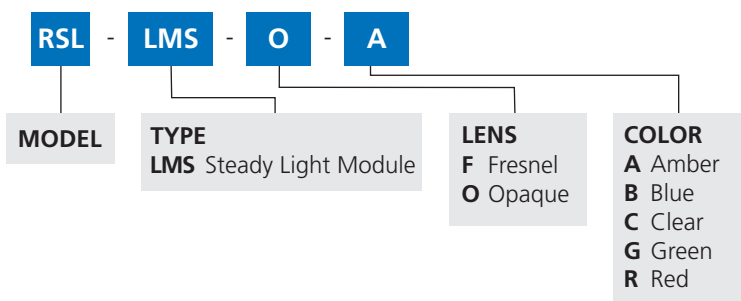 RSL - LMS - O - A
MODEL
TYPE
LMS Steady Light Module
LENS
F Fresnel
O Opaque
COLOR
A Amber
B Blue
C Clear
G Green
R Red